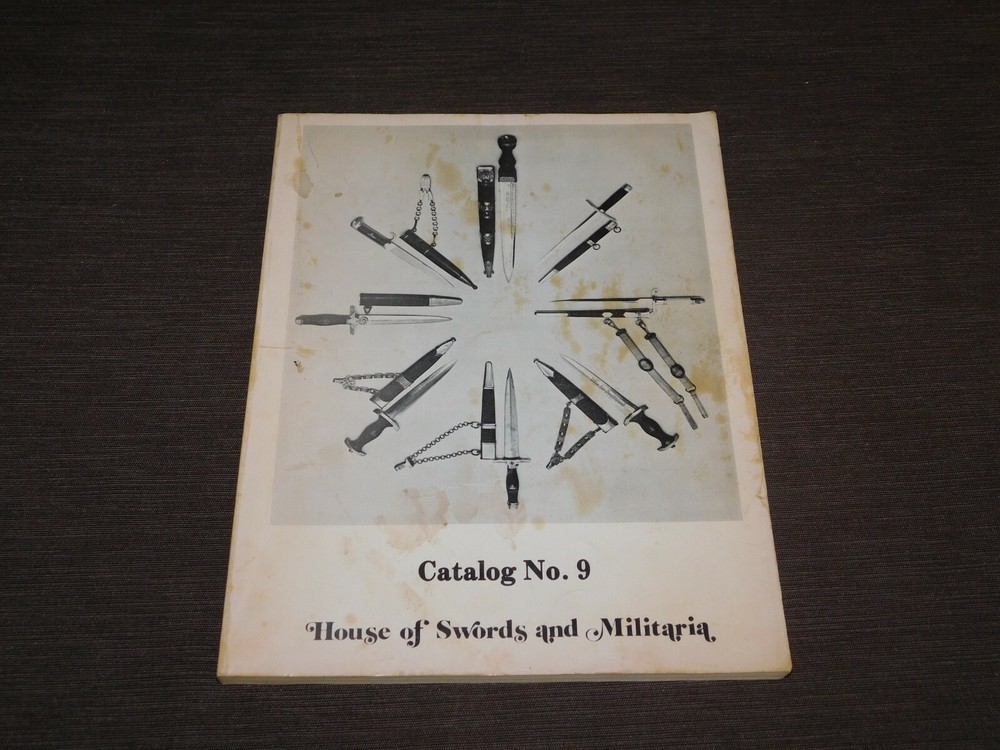 Catalog No. 9
House of Swords and Militaria.